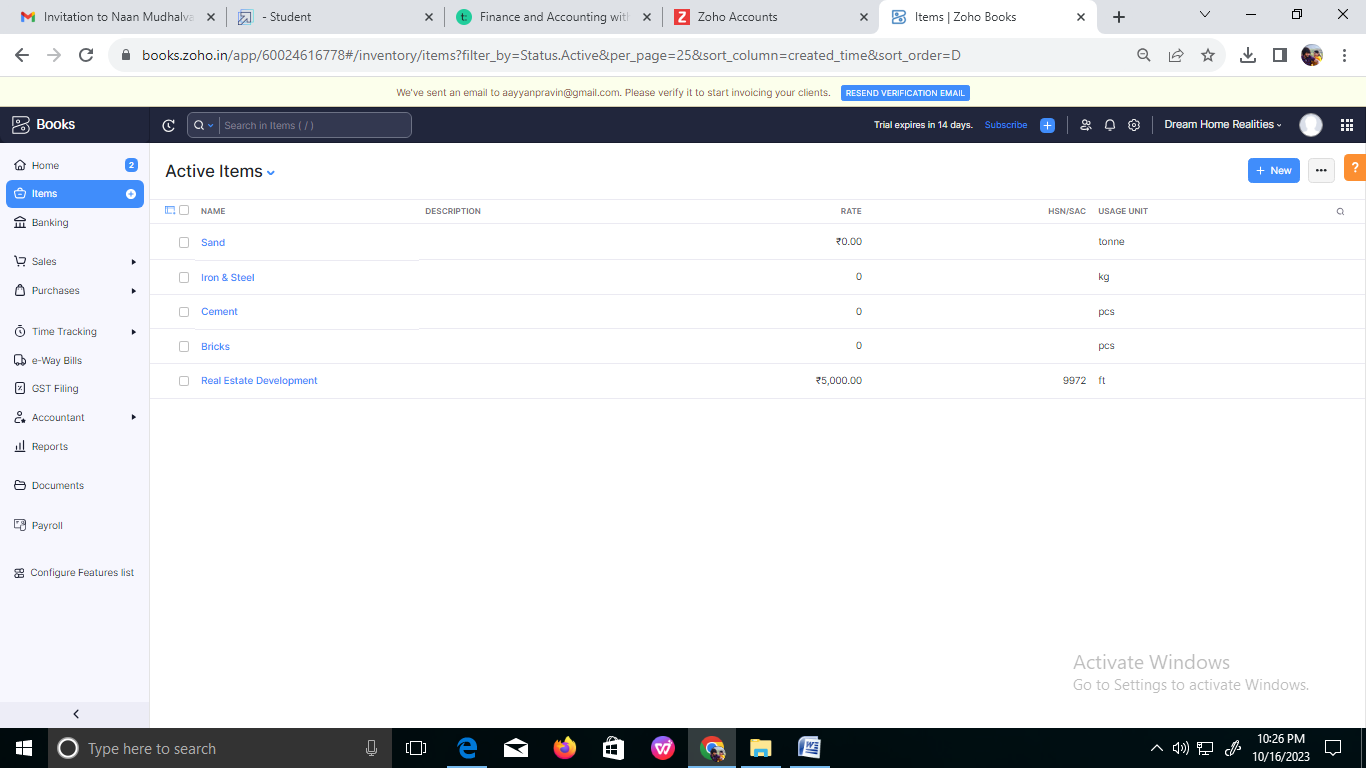 Invitation to Naan Mudhalva
- Student
Finance and Accounting with
Zoho Accounts
Items | Zoho Books
books.zoho.in/app/60024616778#/inventory/items?filter_by=Status.Active&per_page=25&sort_column=created_time&sort_order=D
We've sent an email to aayyanpravin@gmail.com. Please verify it to start invoicing your clients. RESEND VERIFICATION EMAIL
Books
Search in Items ( / )
Trial expires in 14 days. Subscribe
Dream Home Realities
Home 2
Items
Banking
Sales
Purchases
Time Tracking
e-Way Bills
GST Filing
Accountant
Reports
Documents
Payroll
Configure Features list
Active Items
+ New
?
NAME DESCRIPTION RATE HSN/SAC USAGE UNIT
Sand ₹0.00 tonne
Iron & Steel 0 kg
Cement 0 pcs
Bricks 0 pcs
Real Estate Development ₹5,000.00 9972 ft
Activate Windows
Go to Settings to activate Windows.
Type here to search
10:26 PM
10/16/2023